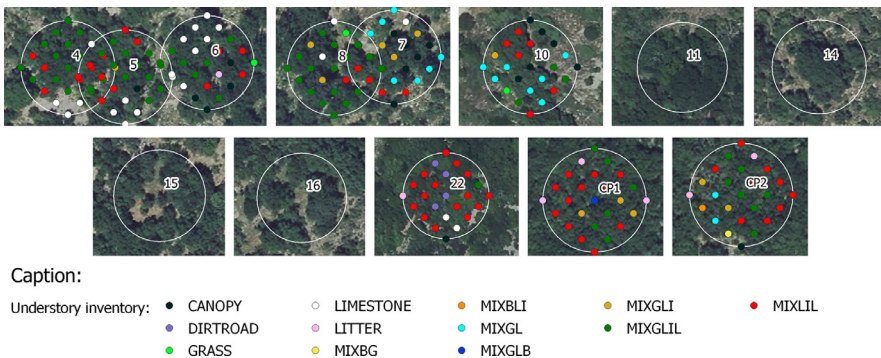 4
5
6
8
7
10
11
14
15
16
22
CP1
CP2
Caption:
Understory inventory:
CANOPY
LIMESTONE
MIXBLI
MIXGLI
MIXLIL
DIRTROAD
LITTER
MIXGL
MIXGLIL
GRASS
MIXBG
MIXGLB